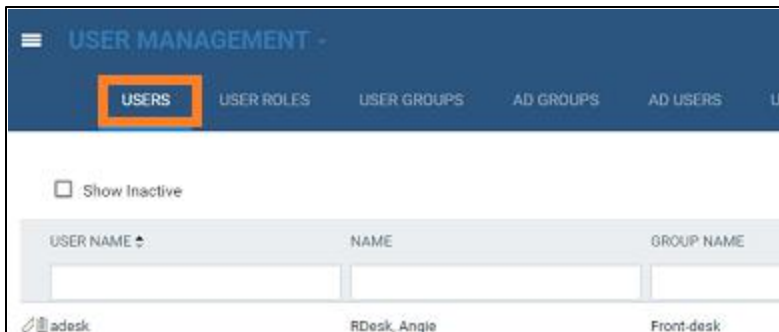 USER MANAGEMENT -
USERS USER ROLES USER GROUPS AD GROUPS AD USERS
Show Inactive
USER NAME NAME GROUP NAME
adesk RDesk, Angie Front-desk